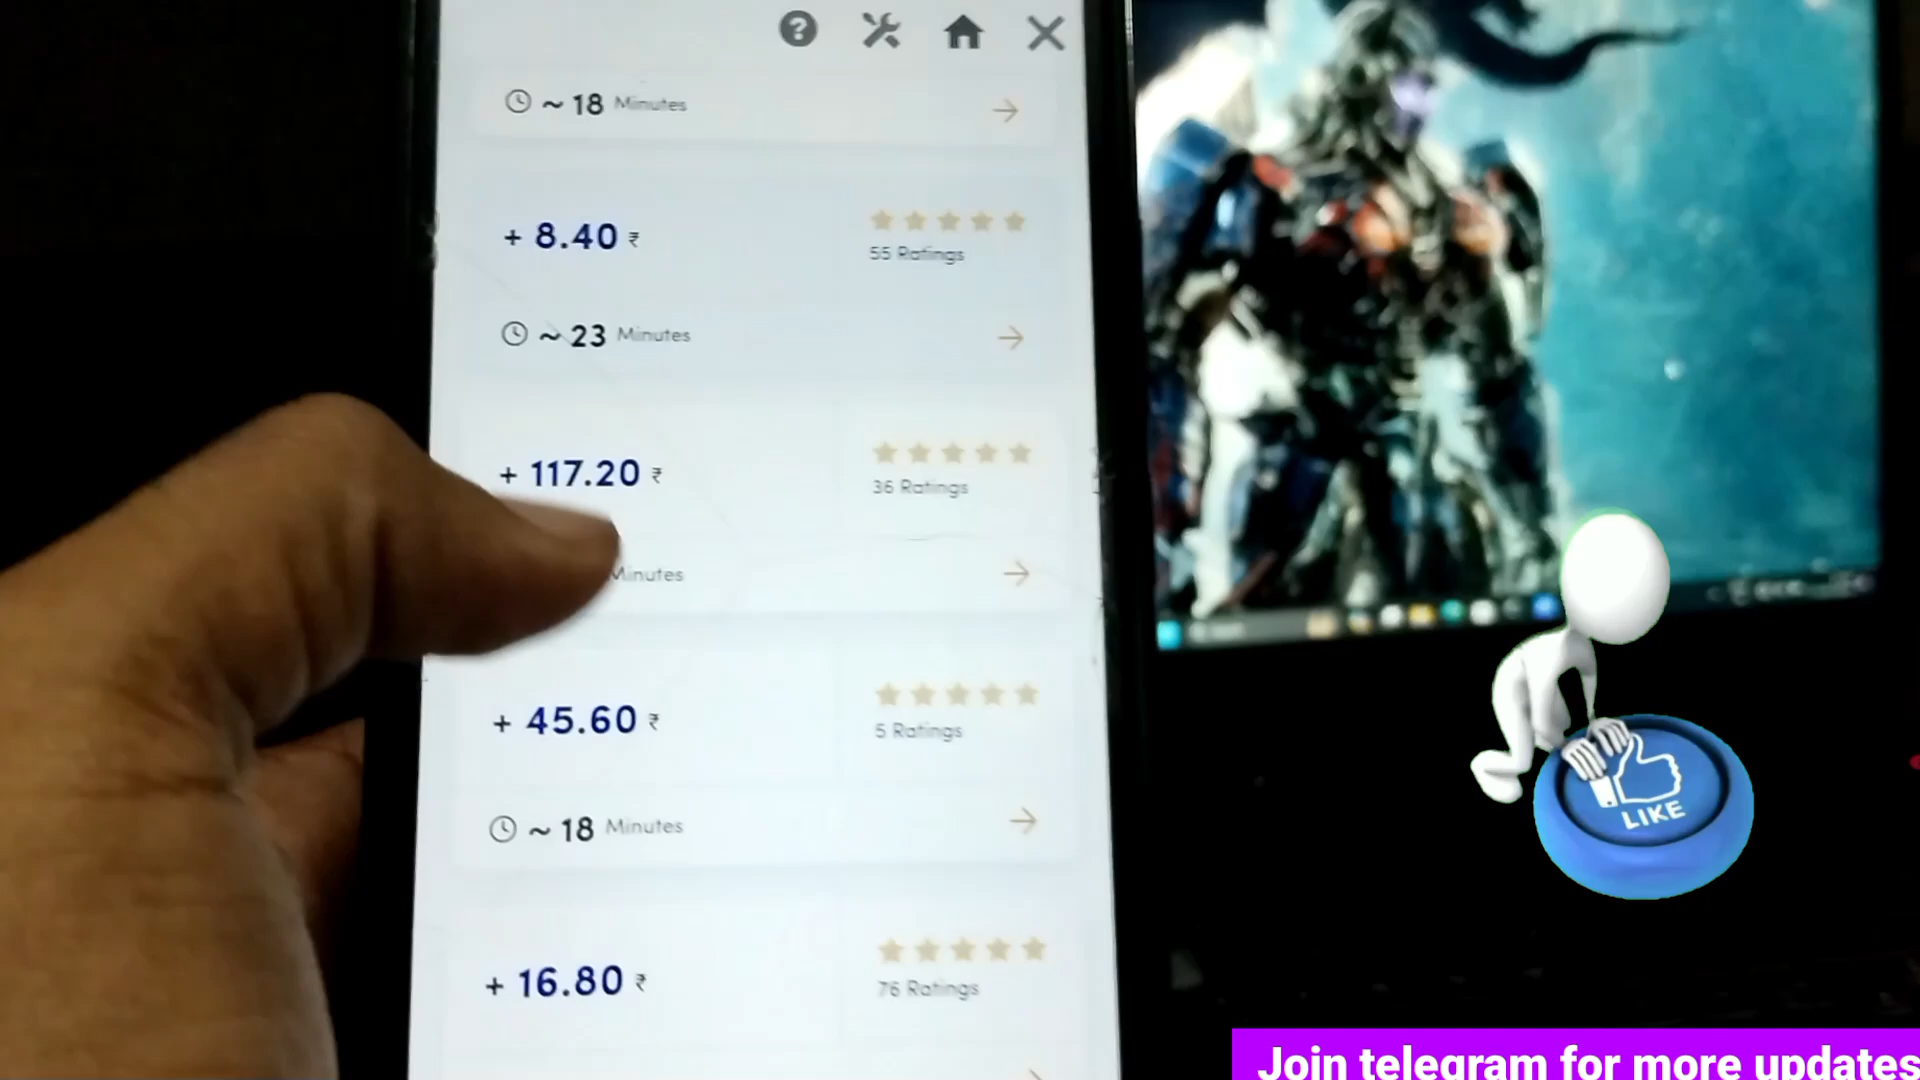 ~ 18 Minutes
+ 8.40 ₹
55 Ratings
~ 23 Minutes
+ 117.20 ₹
36 Ratings
Minutes
+ 45.60 ₹
5 Ratings
~ 18 Minutes
+ 16.80 ₹
76 Ratings
LIKE
Join telegram for more updates